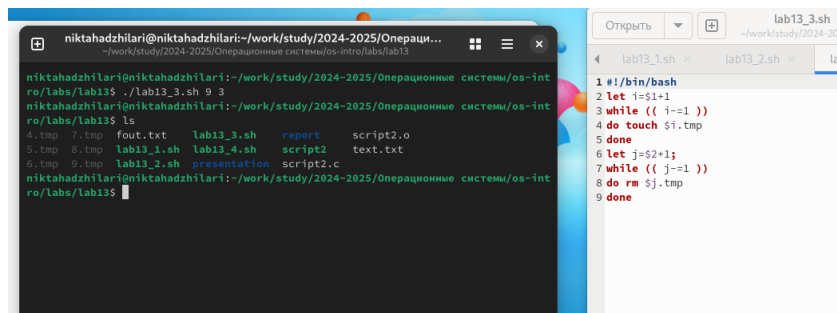 niktahadzhilari@niktahadzhilari:~/work/study/2024-2025/Операци...
~/work/study/2024-2025/Операционные системы/os-intro/labs/lab13
niktahadzhilari@niktahadzhilari:~/work/study/2024-2025/Операционные системы/os-int
ro/labs/lab13$ ./lab13_3.sh 9 3
niktahadzhilari@niktahadzhilari:~/work/study/2024-2025/Операционные системы/os-int
ro/labs/lab13$ ls
4.tmp 7.tmp fout.txt lab13_3.sh report script2.o
5.tmp 8.tmp lab13_1.sh lab13_4.sh script2 text.txt
6.tmp 9.tmp lab13_2.sh presentation script2.c
niktahadzhilari@niktahadzhilari:~/work/study/2024-2025/Операционные системы/os-int
ro/labs/lab13$
Открыть
lab13_3.sh
~/work/study/2024-20
lab13_1.sh × lab13_2.sh × la
1 #!/bin/bash
2 let i=$1+1
3 while (( i-=1 ))
4 do touch $i.tmp
5 done
6 let j=$2+1;
7 while (( j-=1 ))
8 do rm $j.tmp
9 done